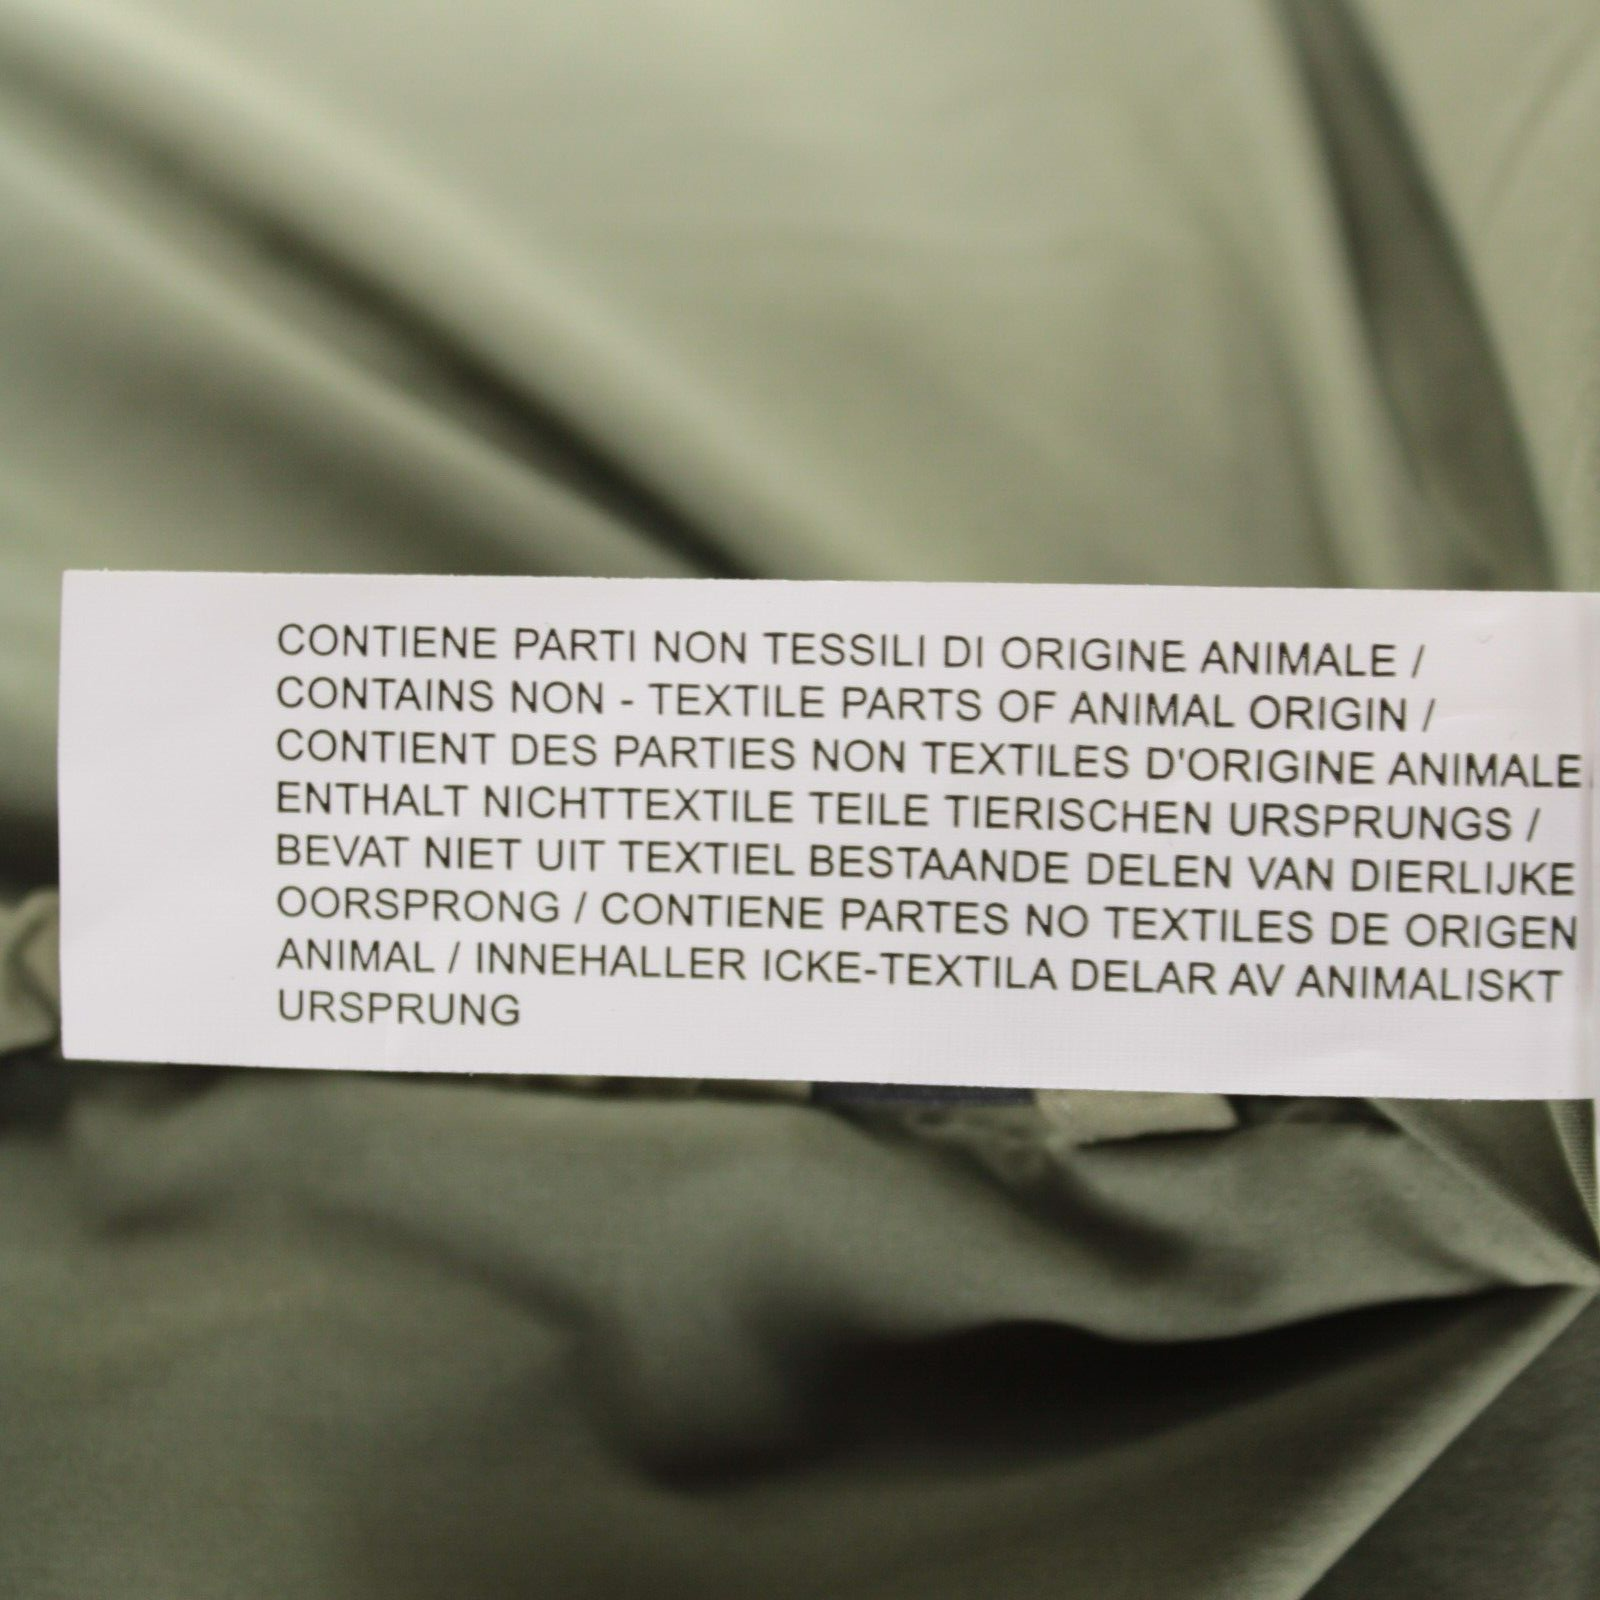 CONTIENE PARTI NON TESSILI DI ORIGINE ANIMALE /
CONTAINS NON - TEXTILE PARTS OF ANIMAL ORIGIN /
CONTIENT DES PARTIES NON TEXTILES D'ORIGINE ANIMALE
ENTHALT NICHTTEXTILE TEILE TIERISCHEN URSPRUNGS /
BEVAT NIET UIT TEXTIEL BESTAANDE DELEN VAN DIERLIJKE
OORSPRONG / CONTIENE PARTES NO TEXTILES DE ORIGEN
ANIMAL / INNEHALLER ICKE-TEXTILA DELAR AV ANIMALISKT
URSPRUNG